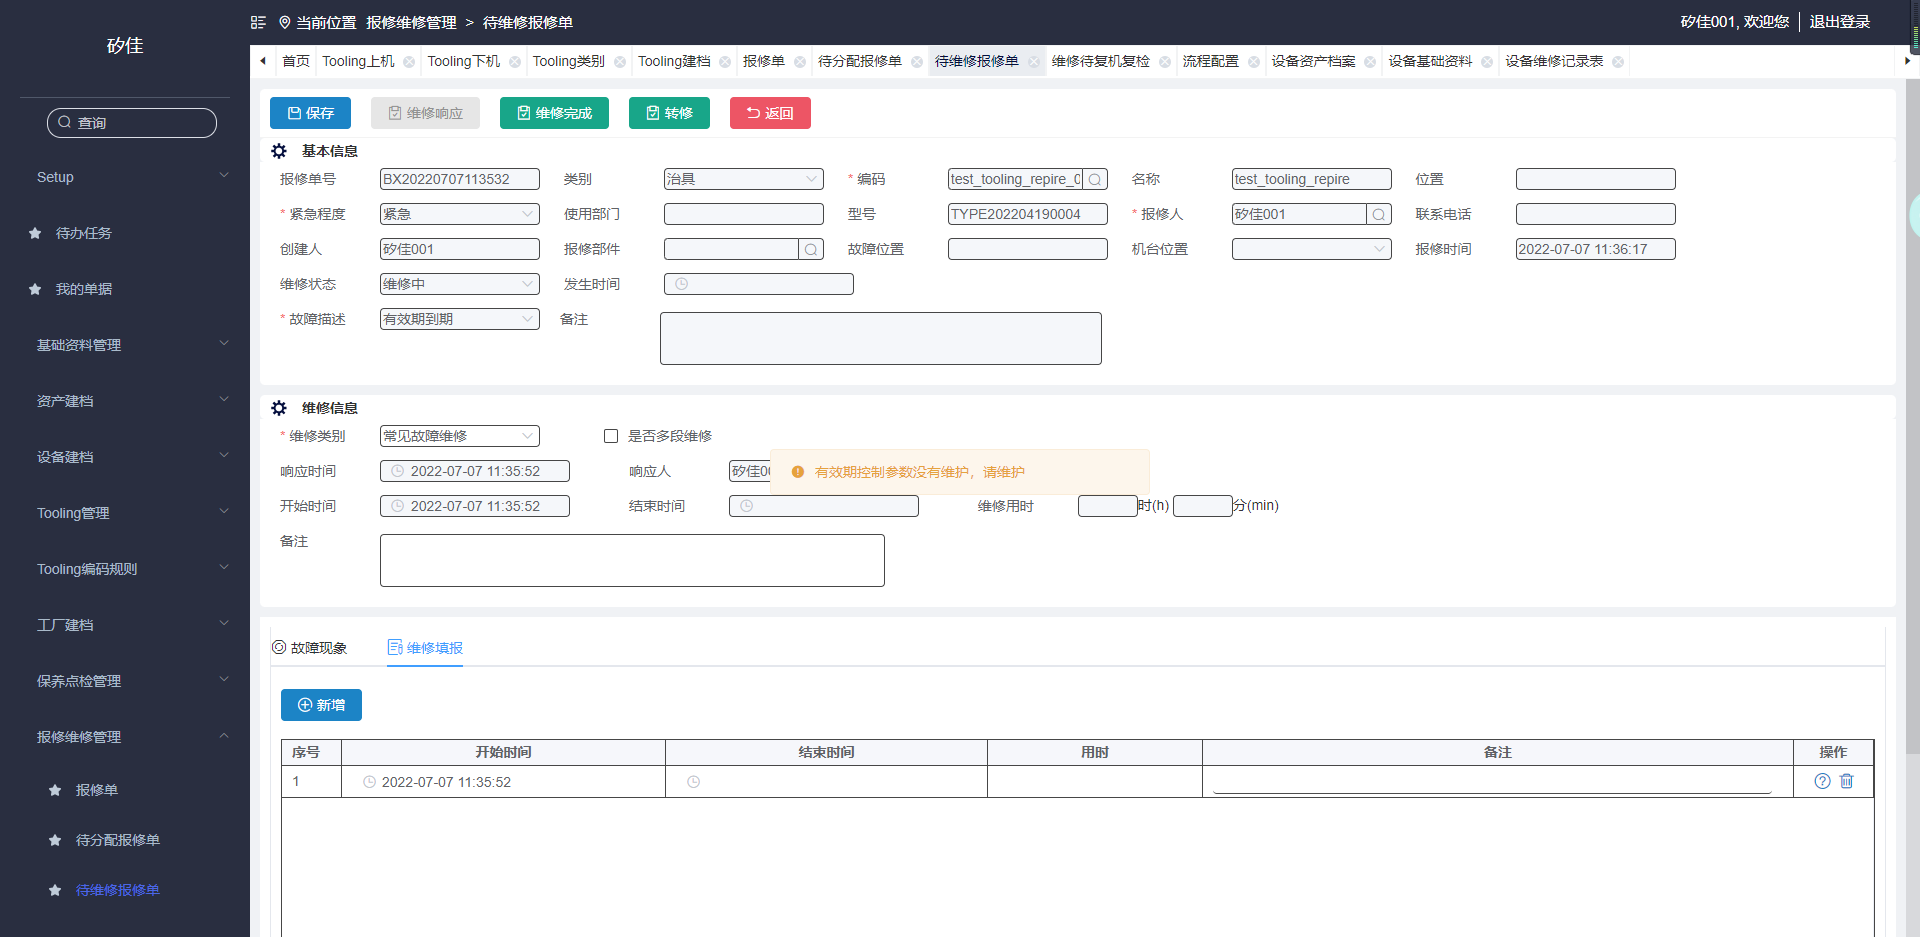 矽佳
查询
Setup
待办任务
我的单据
基础资料管理
资产建档
设备建档
Tooling管理
Tooling编码规则
工厂建档
保养点检管理
报修维修管理
报修单
待分配报修单
待维修报修单
当前位置 报修维修管理 > 待维修报修单
矽佳001, 欢迎您 退出登录
首页 Tooling上机 Tooling下机 Tooling类别 Tooling建档 报修单 待分配报修单 待维修报修单 维修待复机复检 流程配置 设备资产档案 设备基础资料 设备维修记录表
保存 维修响应 维修完成 转修 返回
基本信息
报修单号 BX20220707113532 类别 治具 * 编码 test_tooling_repire_0 名称 test_tooling_repire 位置
* 紧急程度 紧急 使用部门 型号 TYPE202204190004 * 报修人 矽佳001 联系电话
创建人 矽佳001 报修部件 故障位置 机台位置 报修时间 2022-07-07 11:36:17
维修状态 维修中 发生时间
* 故障描述 有效期到期 备注
维修信息
* 维修类别 常见故障维修 是否多段维修
响应时间 2022-07-07 11:35:52 响应人 矽佳00
有效期控制参数没有维护，请维护
开始时间 2022-07-07 11:35:52 结束时间 维修用时 时(h) 分(min)
备注
故障现象 维修填报
新增
序号 开始时间 结束时间 用时 备注 操作
1 2022-07-07 11:35:52